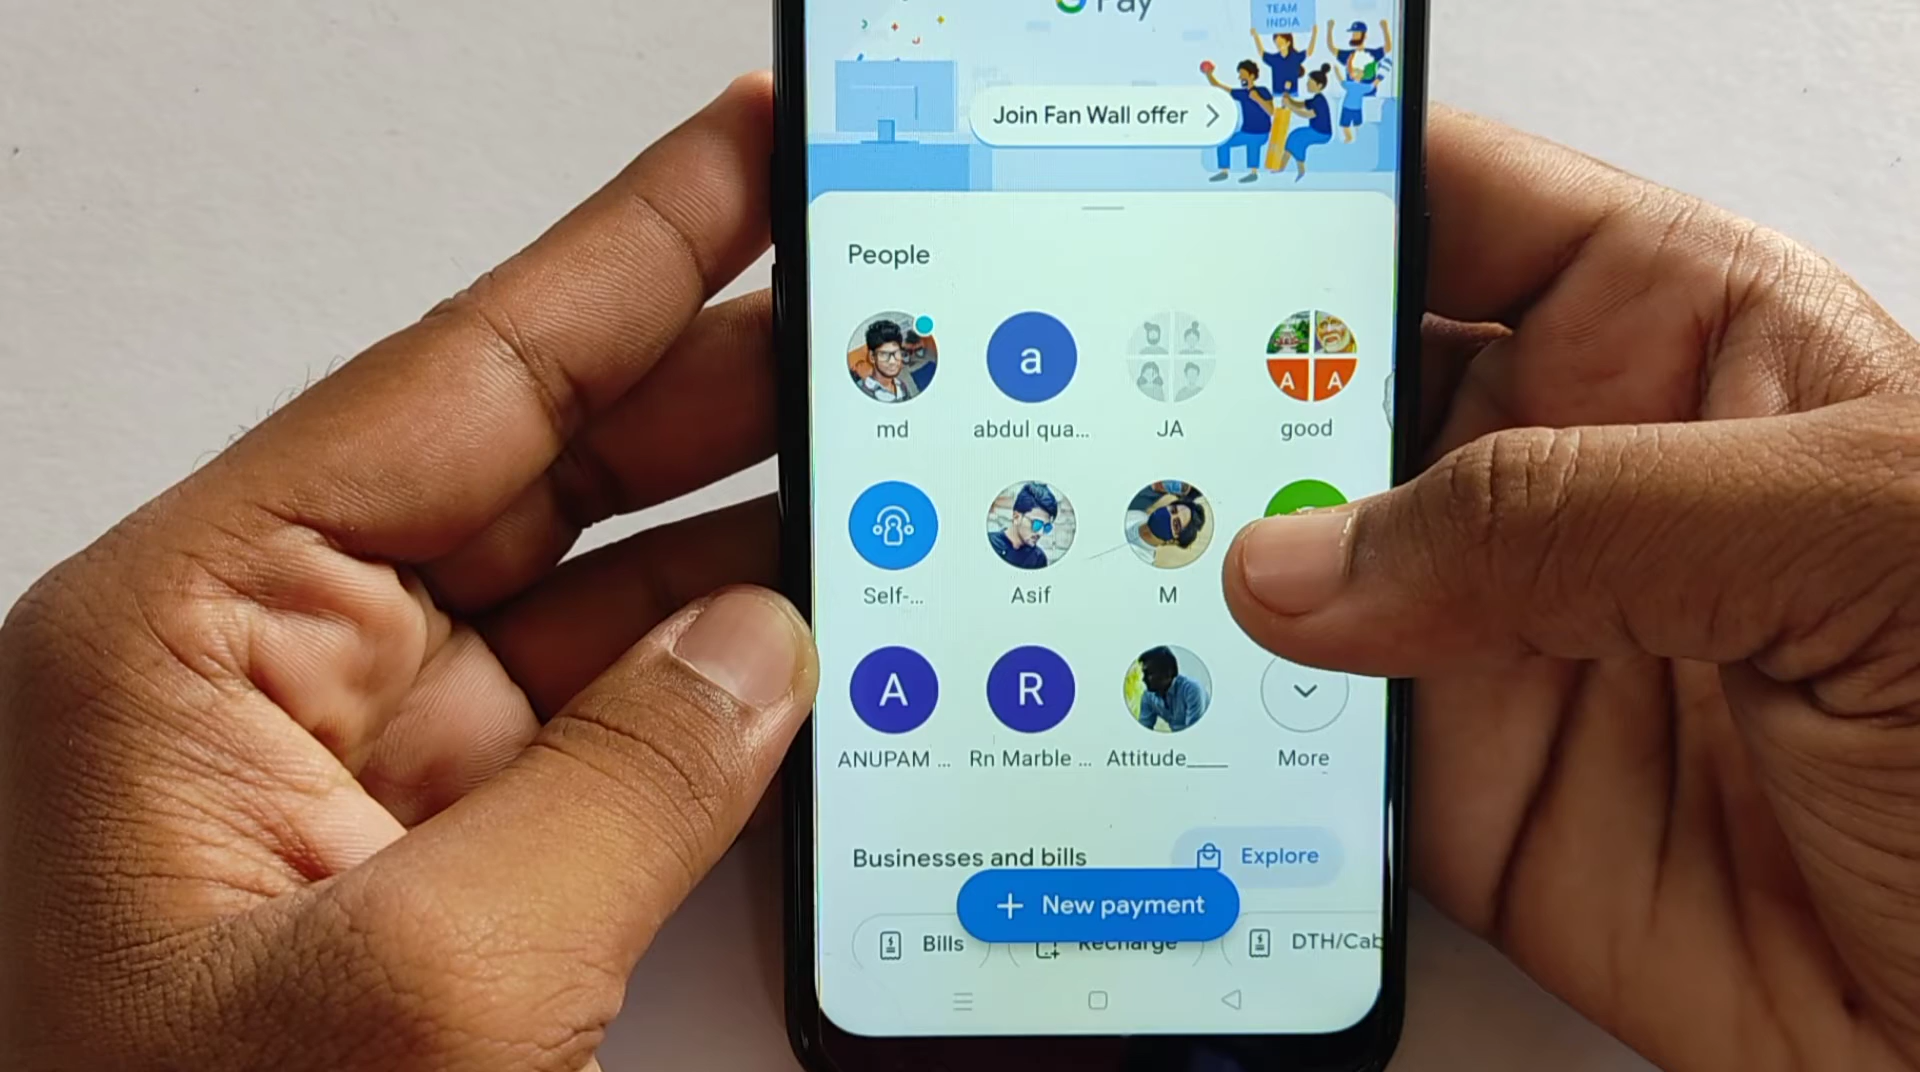 Pay
TEAM
INDIA
Join Fan Wall offer
People
a
A A
md
abdul qua...
JA
good
Self-...
Asif
M
A
R
ANUPAM ...
Rn Marble ...
Attitude____
More
Businesses and bills
Explore
+ New payment
Bills
Recharge
DTH/Cab